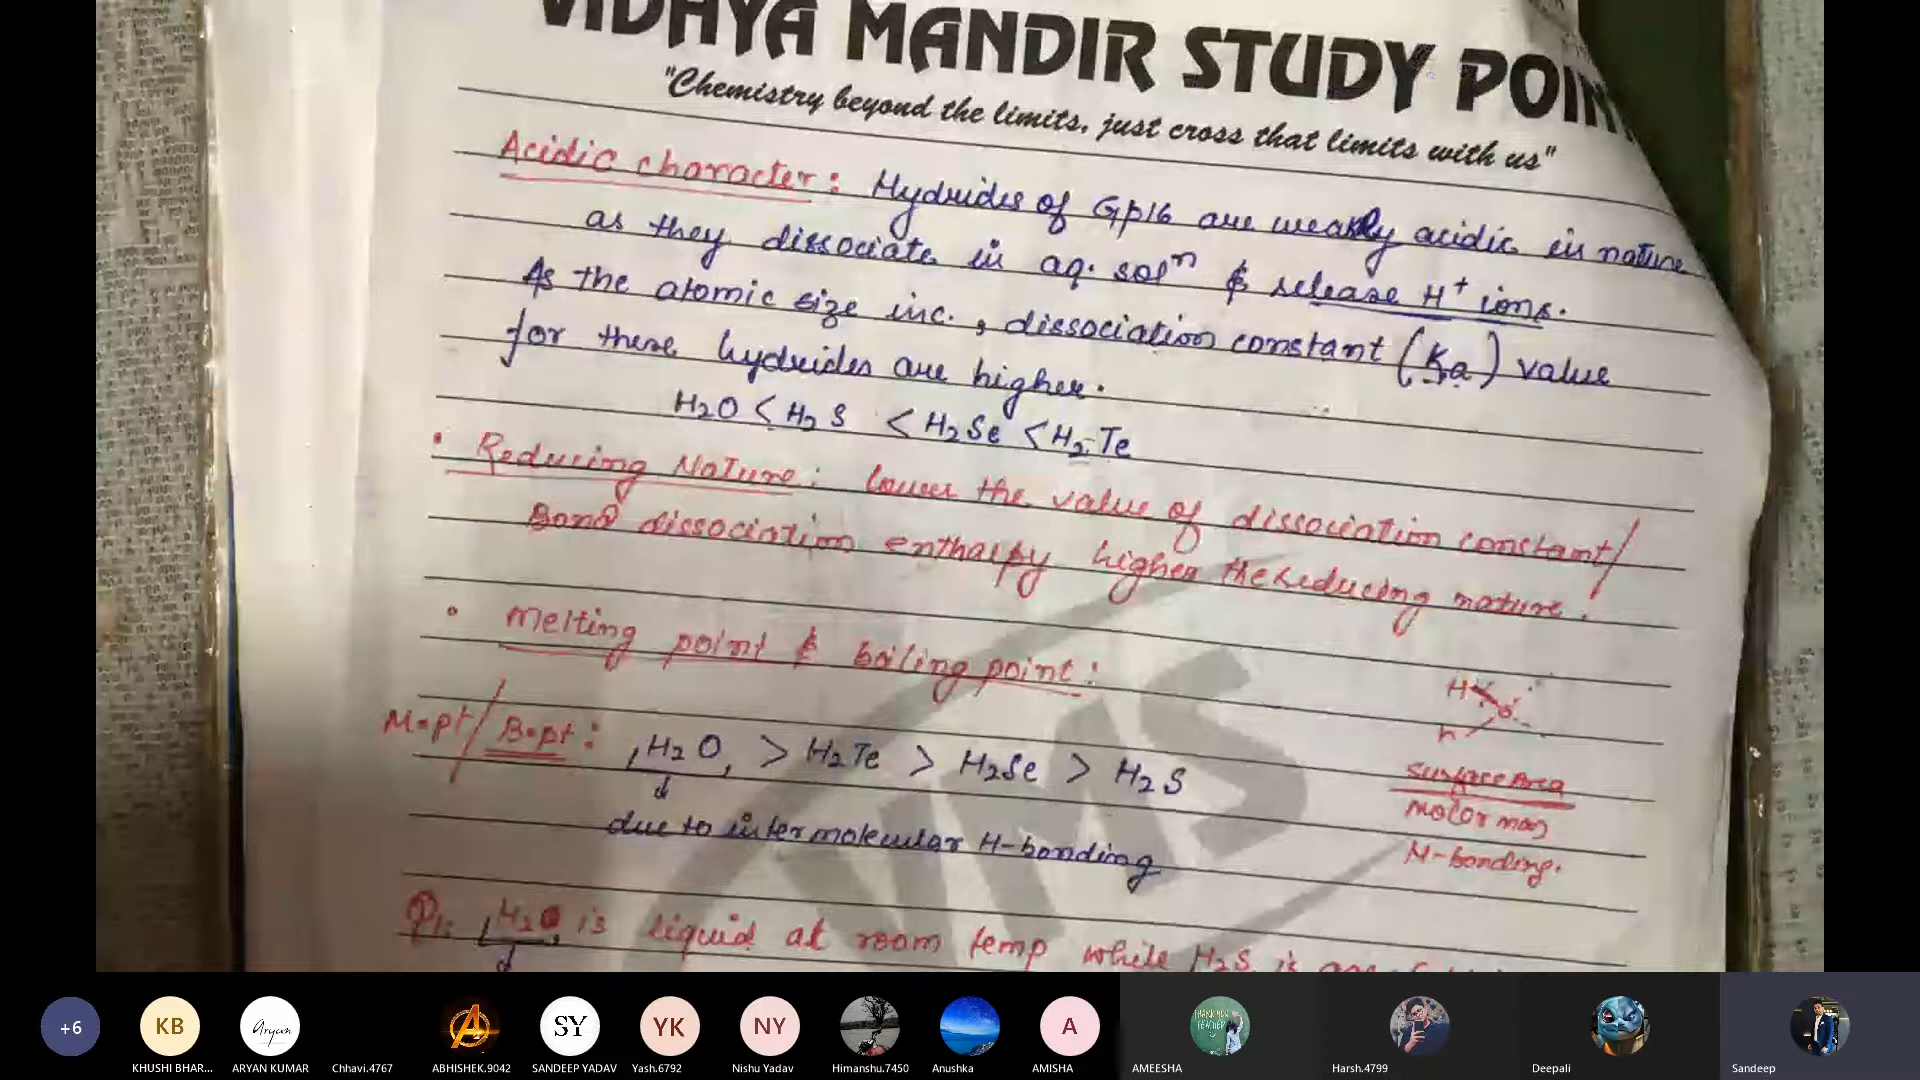 VIDHYA MANDIR STUDY POIN
"Chemistry beyond the limits, just cross that limits with us"
Acidic character: Hydrides of Gp16 are weakly acidic in nature
as they dissociate in aq. solⁿ & release H⁺ ions.
As the atomic size inc., dissociation constant (Ka) value
for these hydrides are higher.
H2O < H2S < H2Se < H2Te
• Reducing Nature: lower the value of dissociation constant/
Bond dissociation enthalpy higher the reducing nature.
• Melting point & boiling point:
M.pt/B.pt: H2O > H2Te > H2Se > H2S
due to intermolecular H-bonding
H
H
Surface Area
molar mass
H-bonding.
Q1: H2O is liquid at room temp while H2S is
+6
KB
KHUSHI BHAR...
Aryan
ARYAN KUMAR
Chhavi.4767
A
ABHISHEK.9042
SY
SANDEEP YADAV
YK
Yash.6792
NY
Nishu Yadav
Himanshu.7450
Anushka
A
AMISHA
AMEESHA
Harsh.4799
Deepali
Sandeep